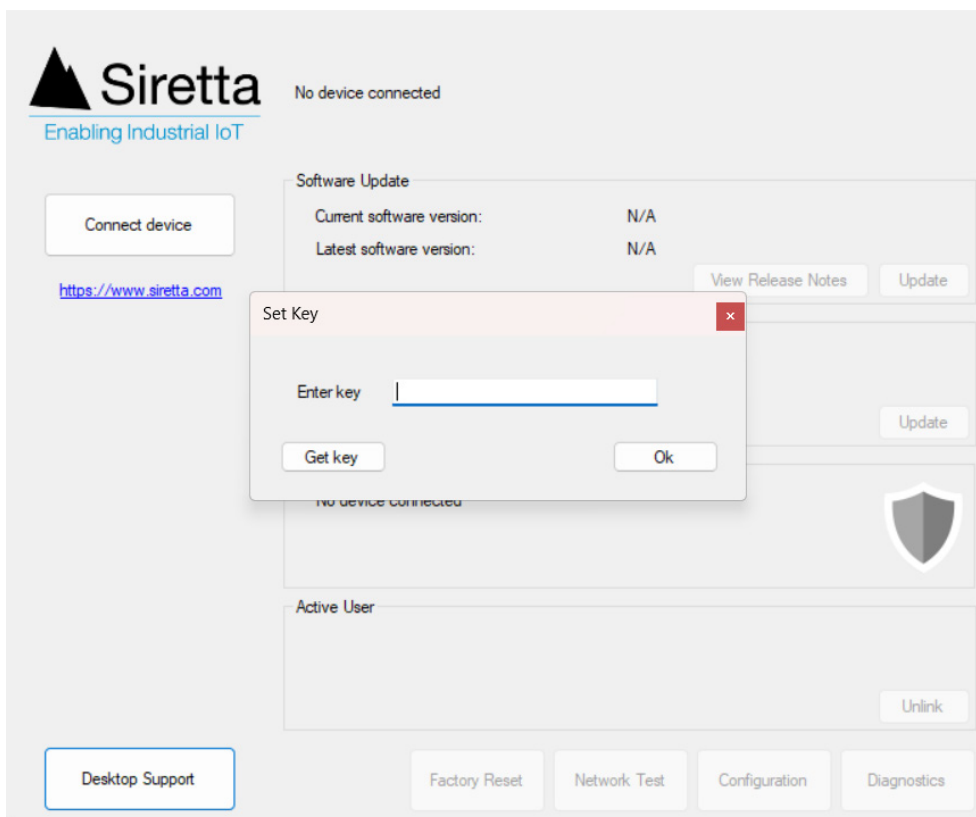 Siretta
Enabling Industrial IoT
No device connected
Connect device
https://www.siretta.com
Software Update
Current software version: N/A
Latest software version: N/A
View Release Notes Update
Set Key
Enter key
Get key Ok
Update
No device connected
Active User
Unlink
Desktop Support
Factory Reset Network Test Configuration Diagnostics